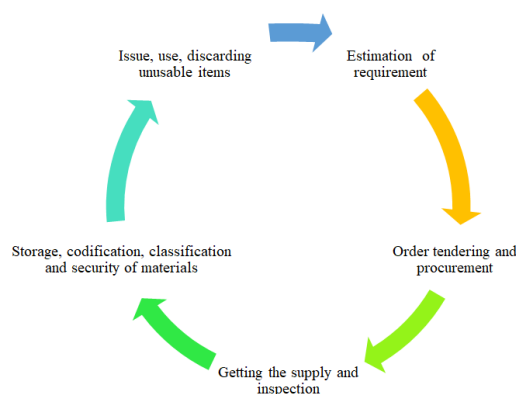 Issue, use, discarding
unusable items
Estimation of
requirement
Order tendering and
procurement
Getting the supply and
inspection
Storage, codification, classification
and security of materials